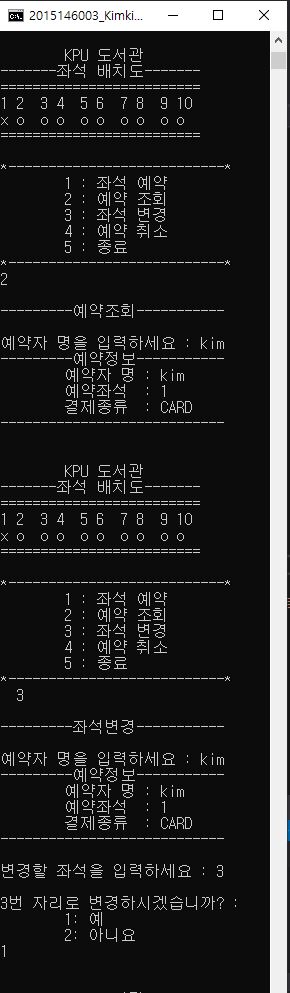 2015146003_Kimki...
KPU 도서관
-------좌석 배치도-------
=========================
1 2  3 4  5 6  7 8  9 10
x o  o o  o o  o o  o o
=========================
*---------------------------*
1 : 좌석 예약
2 : 예약 조회
3 : 좌석 변경
4 : 예약 취소
5 : 종료
*---------------------------*
2
---------예약조회-----------
예약자 명을 입력하세요 : kim
---------예약정보-----------
예약자 명 : kim
예약좌석  : 1
결제종류  : CARD
----------------------------
KPU 도서관
-------좌석 배치도-------
=========================
1 2  3 4  5 6  7 8  9 10
x o  o o  o o  o o  o o
=========================
*---------------------------*
1 : 좌석 예약
2 : 예약 조회
3 : 좌석 변경
4 : 예약 취소
5 : 종료
*---------------------------*
3
---------좌석변경-----------
예약자 명을 입력하세요 : kim
---------예약정보-----------
예약자 명 : kim
예약좌석  : 1
결제종류  : CARD
----------------------------
변경할 좌석을 입력하세요 : 3
3번 자리로 변경하시겠습니까? :
1: 예
2: 아니요
1